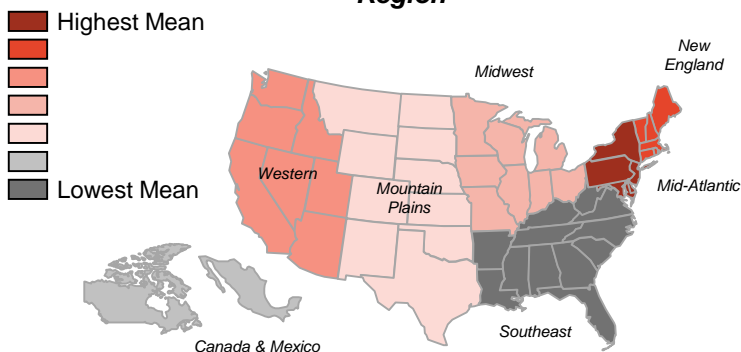 Region
Highest Mean
Lowest Mean
New
England
Midwest
Western
Mountain
Plains
Mid-Atlantic
Southeast
Canada & Mexico